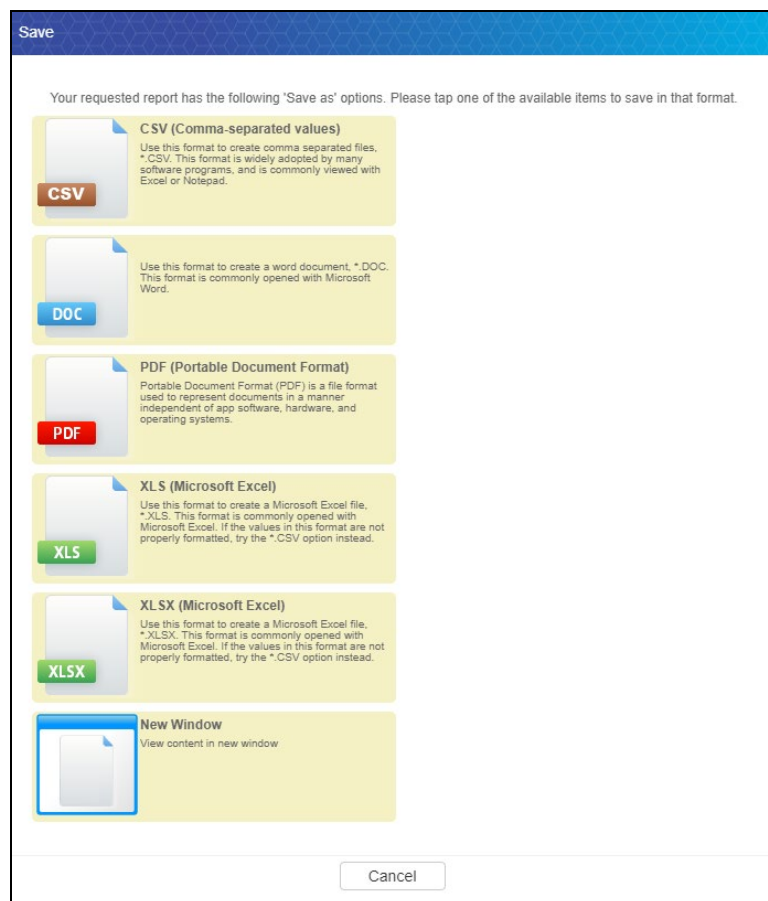 Save
Your requested report has the following 'Save as' options. Please tap one of the available items to save in that format.
CSV (Comma-separated values)
Use this format to create comma separated files,
*.CSV. This format is widely adopted by many
software programs, and is commonly viewed with
Excel or Notepad.
CSV
Use this format to create a word document, *.DOC.
This format is commonly opened with Microsoft
Word.
DOC
PDF (Portable Document Format)
Portable Document Format (PDF) is a file format
used to represent documents in a manner
independent of app software, hardware, and
operating systems.
PDF
XLS (Microsoft Excel)
Use this format to create a Microsoft Excel file,
*.XLS. This format is commonly opened with
Microsoft Excel. If the values in this format are not
properly formatted, try the *.CSV option instead.
XLS
XLSX (Microsoft Excel)
Use this format to create a Microsoft Excel file,
*.XLSX. This format is commonly opened with
Microsoft Excel. If the values in this format are not
properly formatted, try the *.CSV option instead.
XLSX
New Window
View content in new window
Cancel